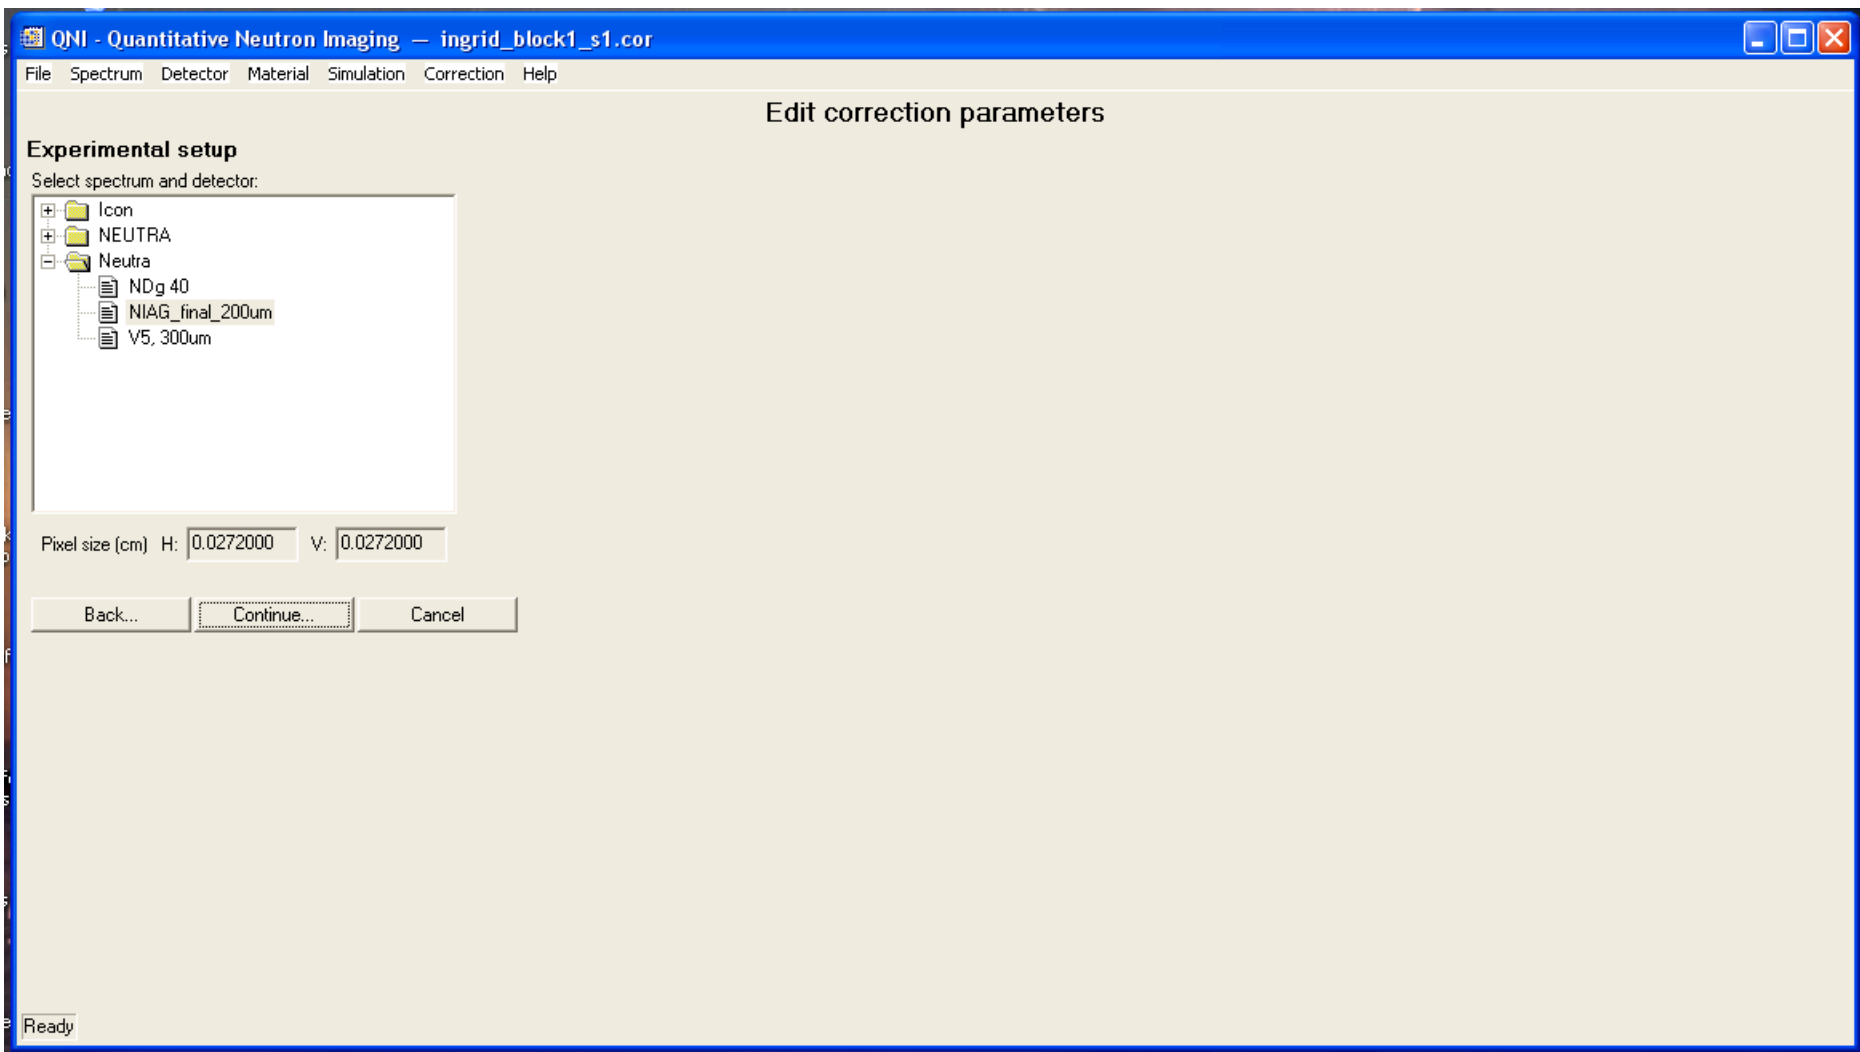 QNI - Quantitative Neutron Imaging — ingrid_block1_s1.cor
File Spectrum Detector Material Simulation Correction Help
Edit correction parameters
Experimental setup
Select spectrum and detector:
Icon
NEUTRA
Neutra
NDg 40
NIAG_final_200um
V5, 300um
Pixel size (cm) H: 0.0272000 V: 0.0272000
Back... Continue... Cancel
Ready